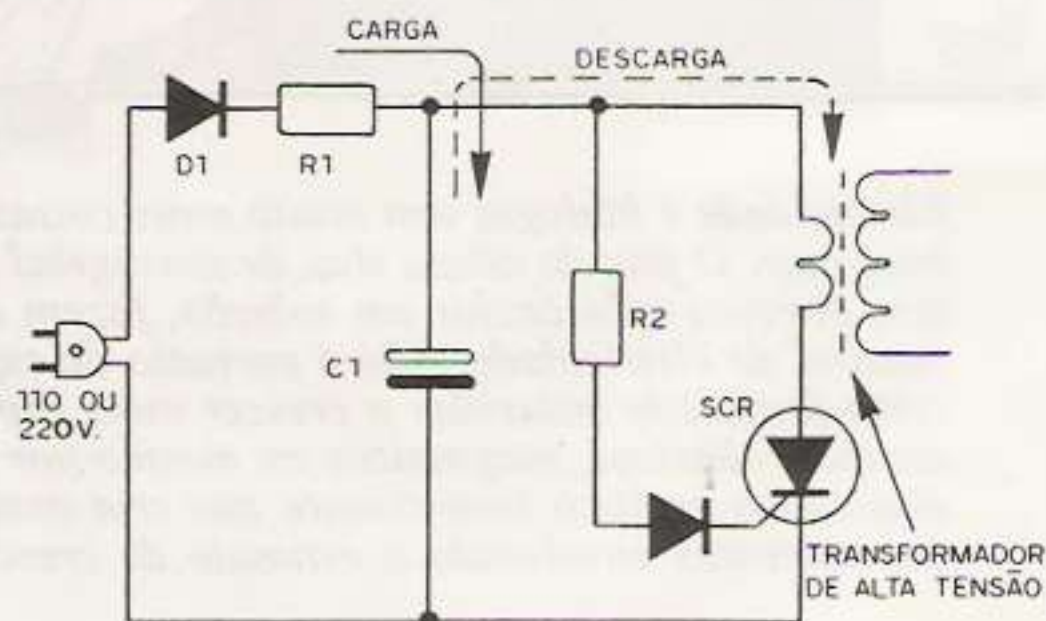 CARGA
DESCARGA
D1
R1
R2
C1
110 OU
220V.
SCR
TRANSFORMADOR
DE ALTA TENSÃO